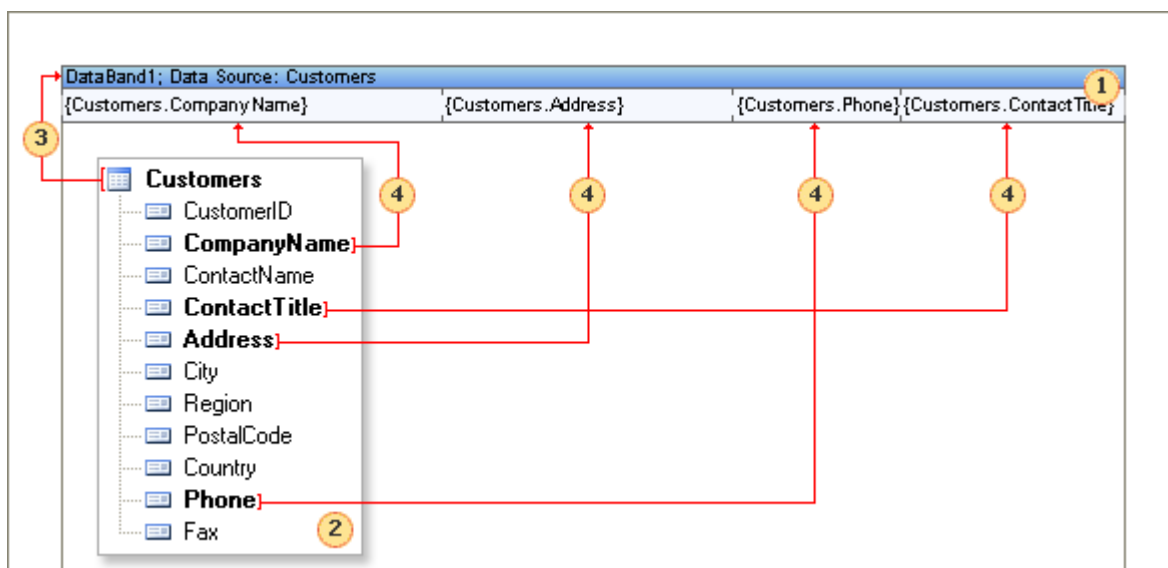 DataBand1; Data Source: Customers
1
{Customers.CompanyName} {Customers.Address} {Customers.Phone} {Customers.ContactTitle}
3
Customers
4 4 4 4
CustomerID
CompanyName
ContactName
ContactTitle
Address
City
Region
PostalCode
Country
Phone
Fax
2